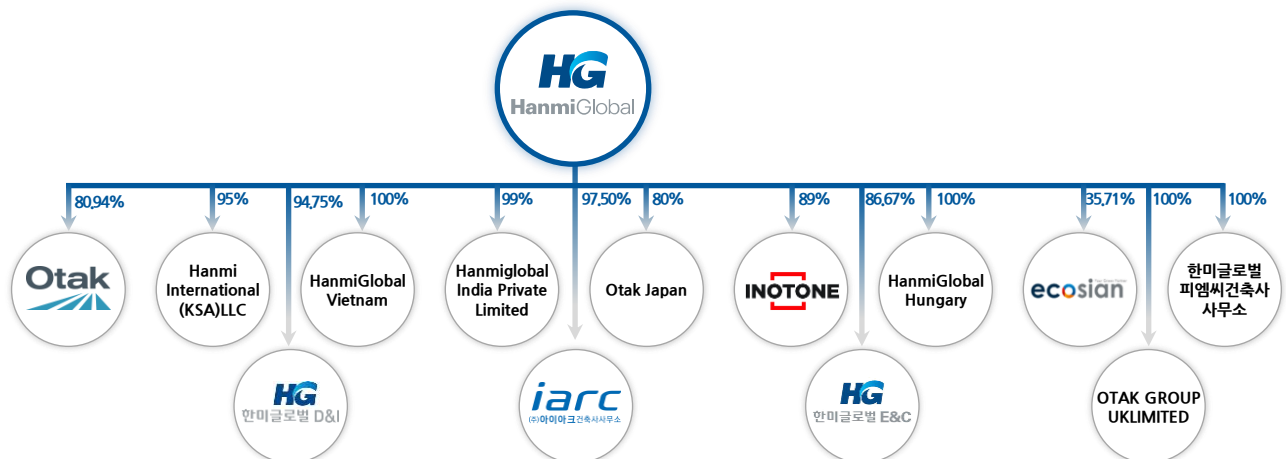 HG
HanmiGlobal
80.94%
95%
94.75%
100%
99%
97.50%
80%
89%
86.67%
100%
35.71%
100%
100%
Otak
Hanmi
International
(KSA)LLC
HanmiGlobal
Vietnam
Hanmiglobal
India Private
Limited
Otak Japan
INOTONE
HanmiGlobal
Hungary
ecosian
한미글로벌
피엠씨건축사
사무소
HG
한미글로벌 D&I
iarc
(주)아이아크건축사사무소
HG
한미글로벌 E&C
OTAK GROUP
UKLIMITED